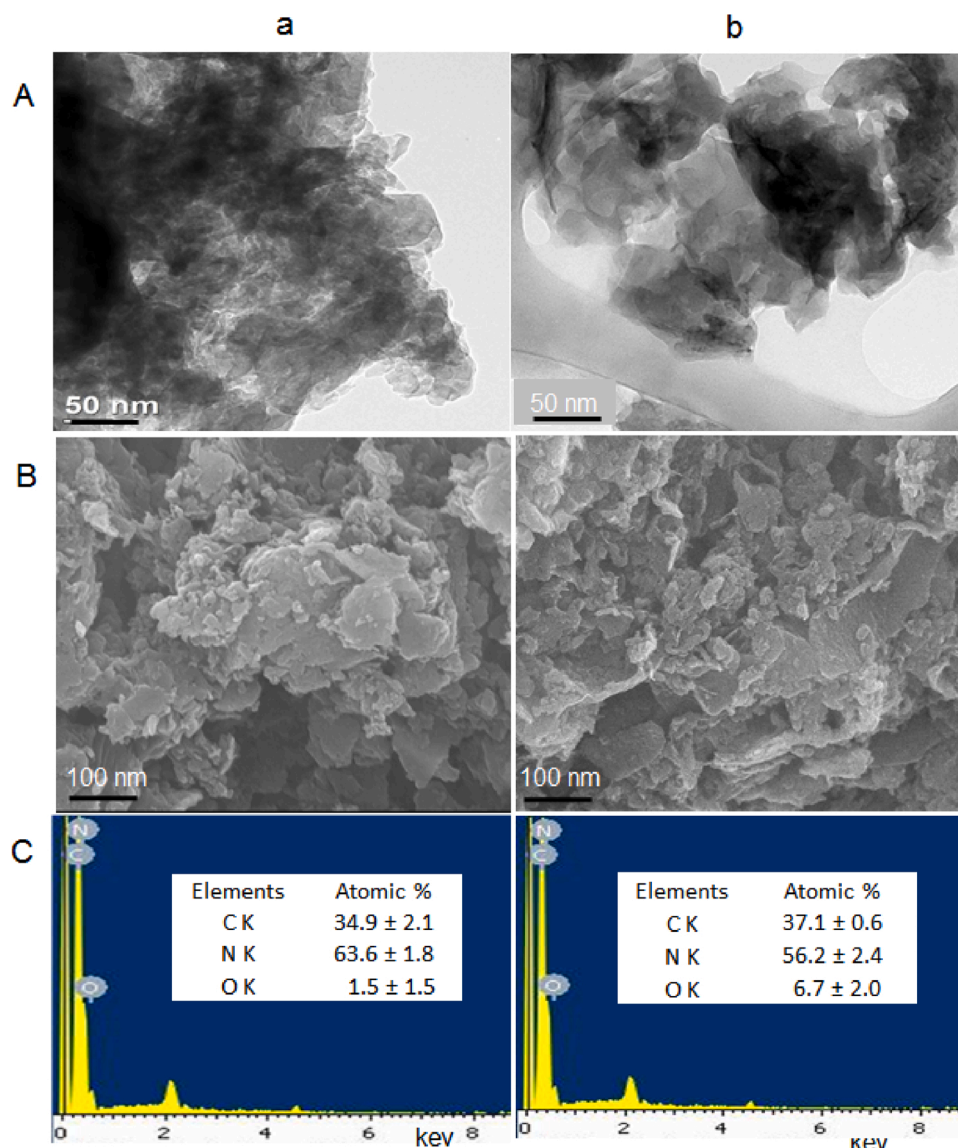 a b
A
50 nm 50 nm
B
100 nm 100 nm
C
N N
C C
Elements Atomic %
C K 34.9 ± 2.1
N K 63.6 ± 1.8
O K 1.5 ± 1.5
O
Elements Atomic %
C K 37.1 ± 0.6
N K 56.2 ± 2.4
O K 6.7 ± 2.0
O
0 2 4 6 8
kev
0 2 4 6 8
kev